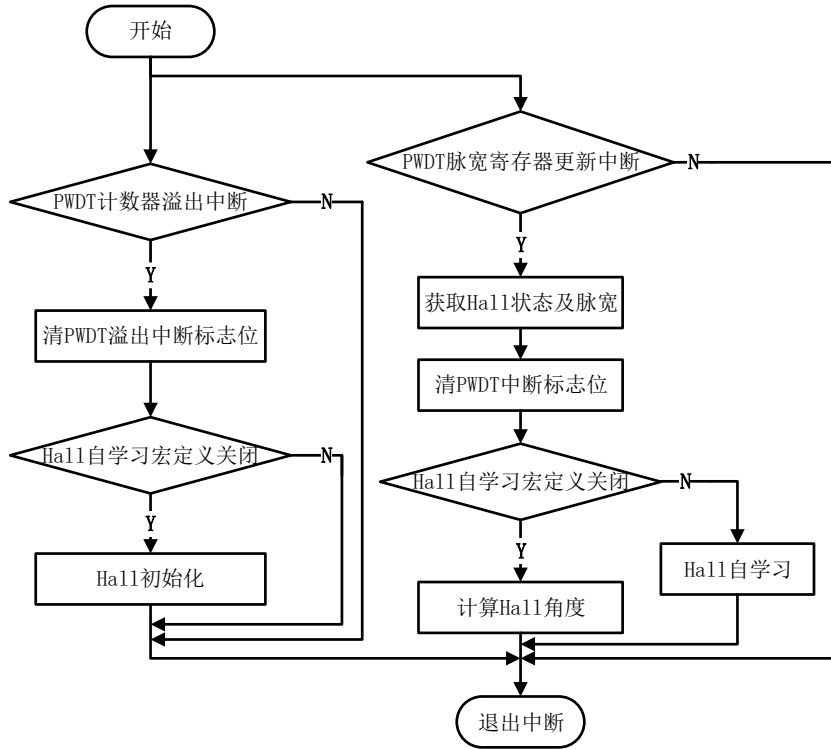 开始
PWDT脉宽寄存器更新中断
N
PWDT计数器溢出中断
N
Y
Y
获取Hall状态及脉宽
清PWDT溢出中断标志位
清PWDT中断标志位
Hall自学习宏定义关闭
N
Hall自学习宏定义关闭
N
Y
Y
Hall初始化
Hall自学习
计算Hall角度
退出中断